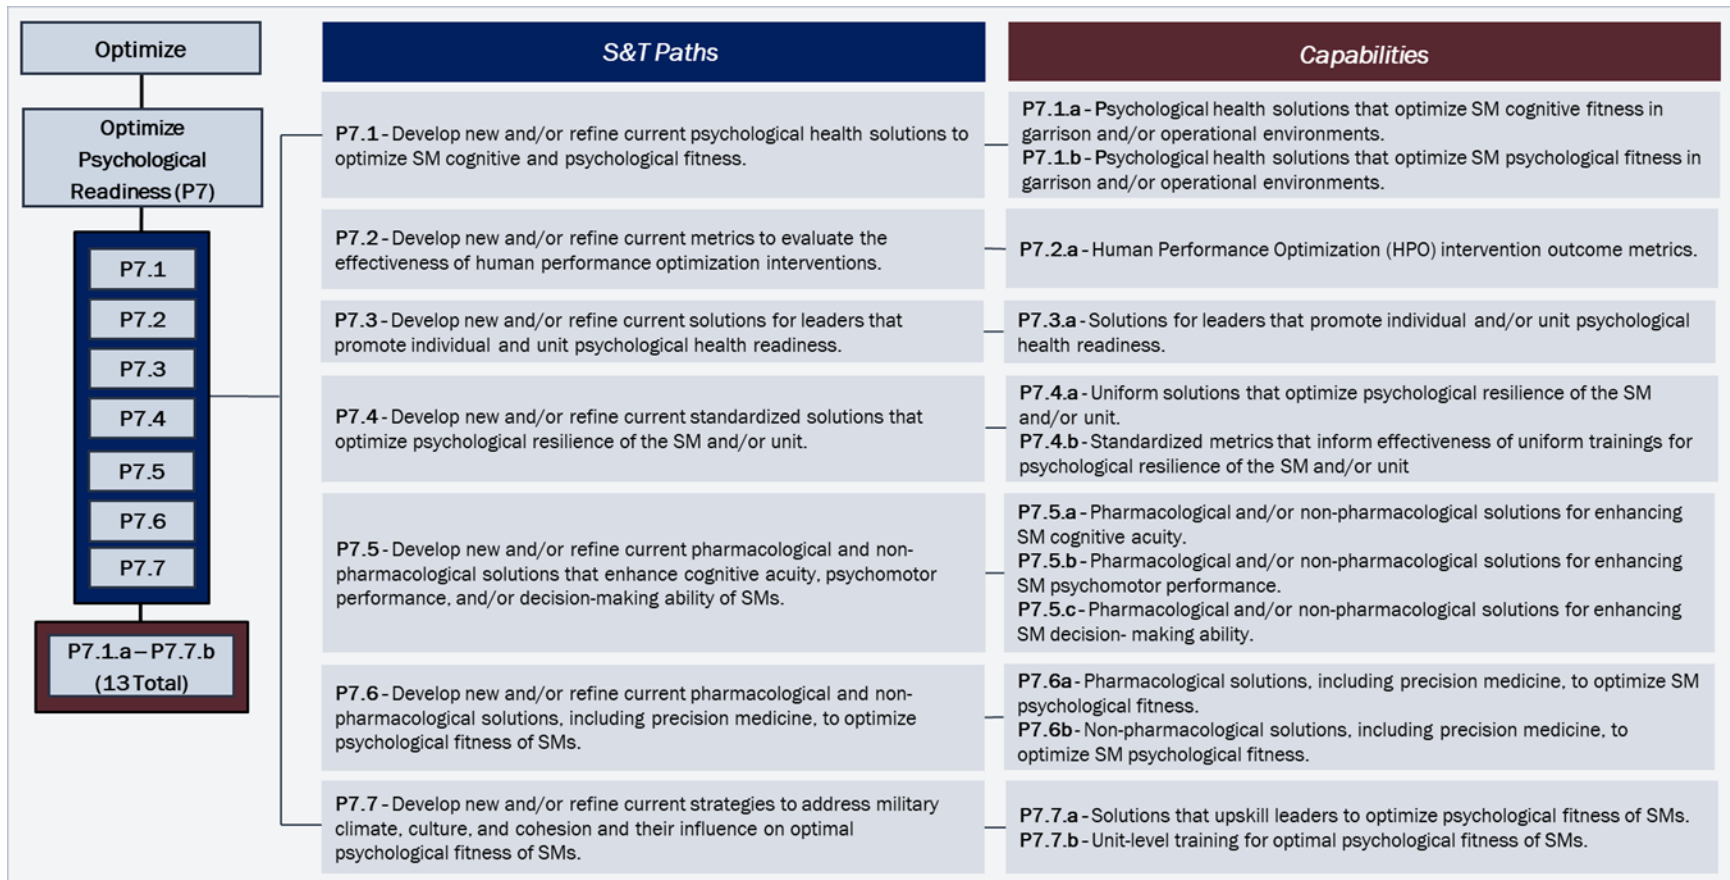 Optimize
Optimize
Psychological
Readiness (P7)
P7.1
P7.2
P7.3
P7.4
P7.5
P7.6
P7.7
P7.1.a – P7.7.b
(13 Total)
S&T Paths
Capabilities
P7.1 - Develop new and/or refine current psychological health solutions to
optimize SM cognitive and psychological fitness.
P7.1.a - Psychological health solutions that optimize SM cognitive fitness in
garrison and/or operational environments.
P7.1.b - Psychological health solutions that optimize SM psychological fitness in
garrison and/or operational environments.
P7.2 - Develop new and/or refine current metrics to evaluate the
effectiveness of human performance optimization interventions.
P7.2.a - Human Performance Optimization (HPO) intervention outcome metrics.
P7.3 - Develop new and/or refine current solutions for leaders that
promote individual and unit psychological health readiness.
P7.3.a - Solutions for leaders that promote individual and/or unit psychological
health readiness.
P7.4 - Develop new and/or refine current standardized solutions that
optimize psychological resilience of the SM and/or unit.
P7.4.a - Uniform solutions that optimize psychological resilience of the SM
and/or unit.
P7.4.b - Standardized metrics that inform effectiveness of uniform trainings for
psychological resilience of the SM and/or unit
P7.5 - Develop new and/or refine current pharmacological and non-
pharmacological solutions that enhance cognitive acuity, psychomotor
performance, and/or decision-making ability of SMs.
P7.5.a - Pharmacological and/or non-pharmacological solutions for enhancing
SM cognitive acuity.
P7.5.b - Pharmacological and/or non-pharmacological solutions for enhancing
SM psychomotor performance.
P7.5.c - Pharmacological and/or non-pharmacological solutions for enhancing
SM decision- making ability.
P7.6 - Develop new and/or refine current pharmacological and non-
pharmacological solutions, including precision medicine, to optimize
psychological fitness of SMs.
P7.6a - Pharmacological solutions, including precision medicine, to optimize SM
psychological fitness.
P7.6b - Non-pharmacological solutions, including precision medicine, to
optimize SM psychological fitness.
P7.7 - Develop new and/or refine current strategies to address military
climate, culture, and cohesion and their influence on optimal
psychological fitness of SMs.
P7.7.a - Solutions that upskill leaders to optimize psychological fitness of SMs.
P7.7.b - Unit-level training for optimal psychological fitness of SMs.